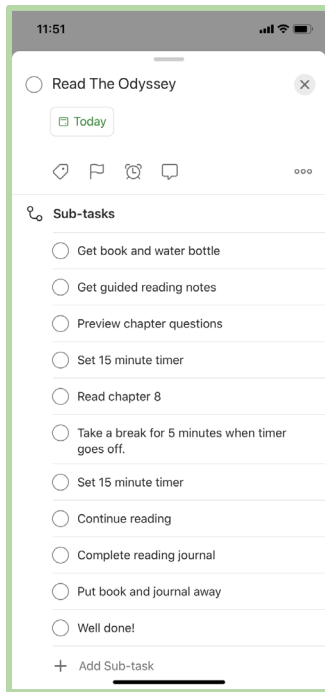 11:51
Read The Odyssey
Today
Sub-tasks
Get book and water bottle
Get guided reading notes
Preview chapter questions
Set 15 minute timer
Read chapter 8
Take a break for 5 minutes when timer
goes off.
Set 15 minute timer
Continue reading
Complete reading journal
Put book and journal away
Well done!
Add Sub-task